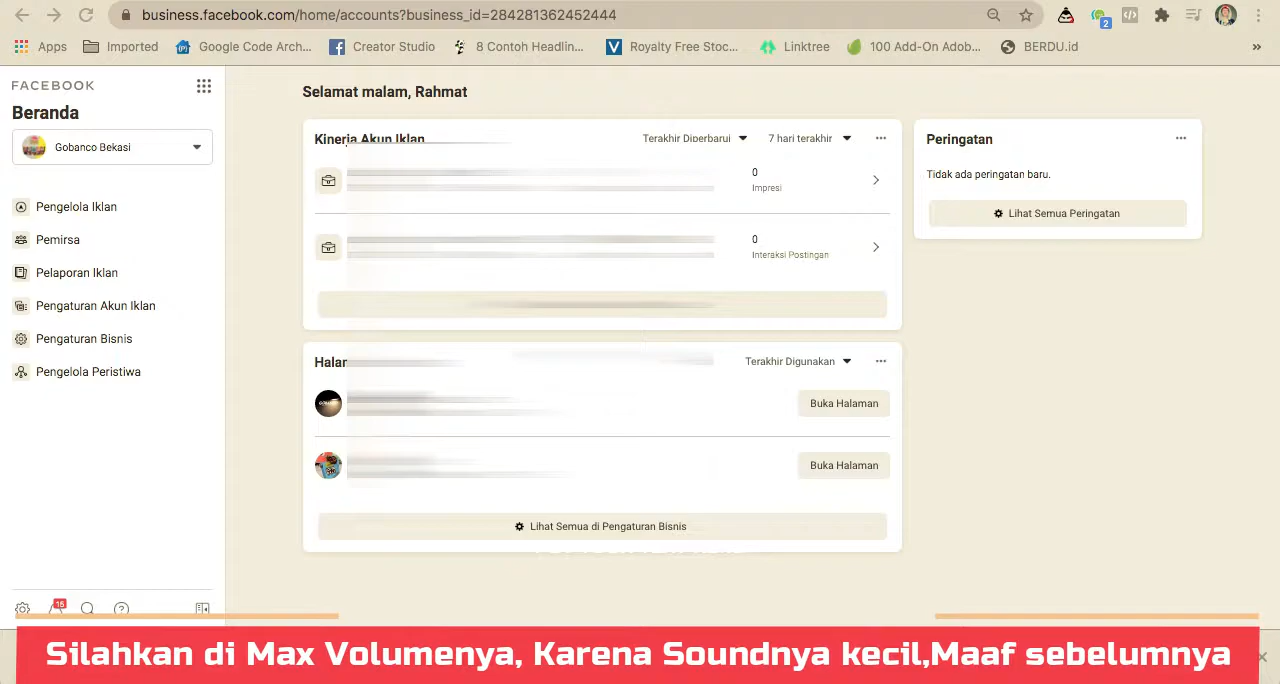 business.facebook.com/home/accounts?business_id=284281362452444
2
Apps
Imported
Google Code Arch...
Creator Studio
8 Contoh Headlin...
Royalty Free Stoc...
Linktree
100 Add-On Adob...
BERDU.id
»
FACEBOOK
Beranda
Gobanco Bekasi
Pengelola Iklan
Pemirsa
Pelaporan Iklan
Pengaturan Akun Iklan
Pengaturan Bisnis
Pengelola Peristiwa
15
Selamat malam, Rahmat
Kinerja Akun Iklan
Terakhir Diperbarui
7 hari terakhir
0
Impresi
0
Interaksi Postingan
Terakhir Digunakan
Buka Halaman
Buka Halaman
Lihat Semua di Pengaturan Bisnis
Peringatan
Tidak ada peringatan baru.
Lihat Semua Peringatan
Silahkan di Max Volumenya, Karena Soundnya kecil,Maaf sebelumnya